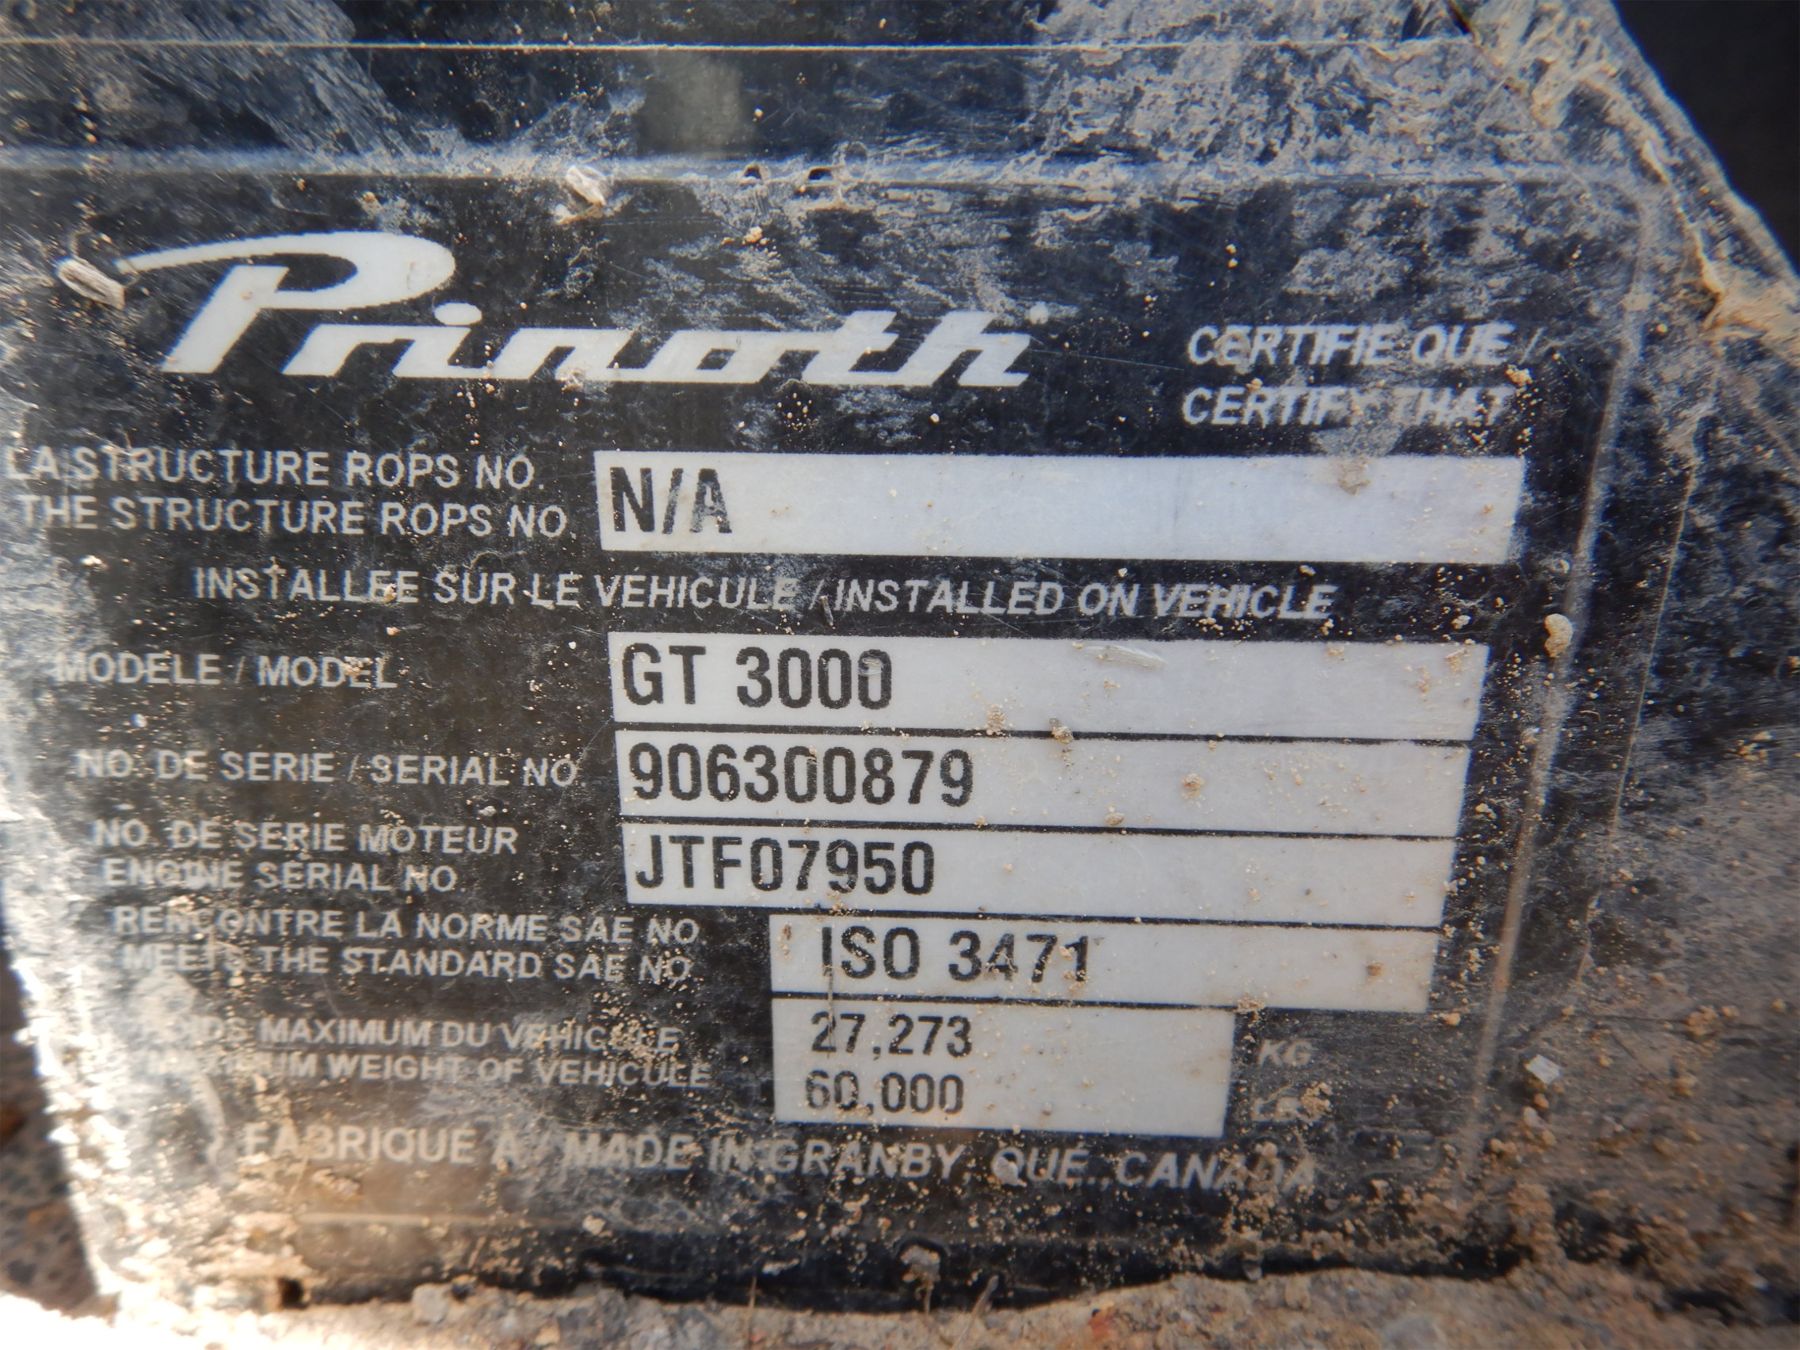 Prinoth
CERTIFIE QUE /
CERTIFY THAT
LA STRUCTURE ROPS NO.
THE STRUCTURE ROPS NO.
N/A
INSTALLEE SUR LE VEHICULE / INSTALLED ON VEHICLE
MODELE / MODEL
GT 3000
NO. DE SERIE / SERIAL NO.
906300879
NO. DE SERIE MOTEUR
ENGINE SERIAL NO.
JTF07950
RENCONTRE LA NORME SAE NO.
MEETS THE STANDARD SAE NO.
ISO 3471
MAXIMUM DU VEHICULE
WEIGHT OF VEHICULE
27,273 KG
60,000
FABRIQUE A / MADE IN GRANBY, QUE., CANADA